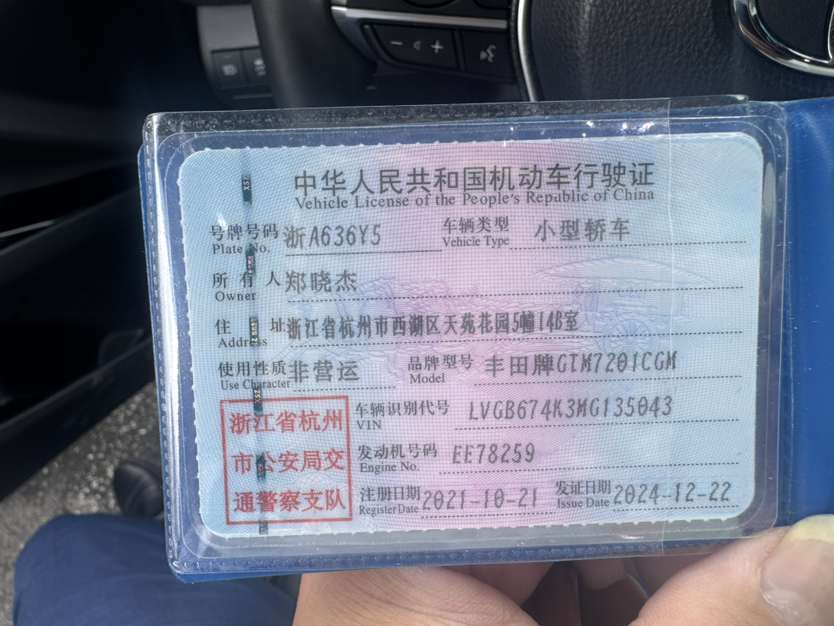 中华人民共和国机动车行驶证
Vehicle License of the People's Republic of China
号牌号码 浙A636Y5 车辆类型 小型轿车
Plate No. Vehicle Type
所有人 郑晓杰
Owner
住址 浙江省杭州市西湖区天苑花园5幢14B室
Address
使用性质 非营运 品牌型号 丰田牌GTM7201CGM
Use Character Model
浙江省杭州
市公安局交
通警察支队
车辆识别代号 LVGB674K3MG135043
VIN
发动机号码 EE78259
Engine No.
注册日期 2021-10-21 发证日期 2024-12-22
Register Date Issue Date